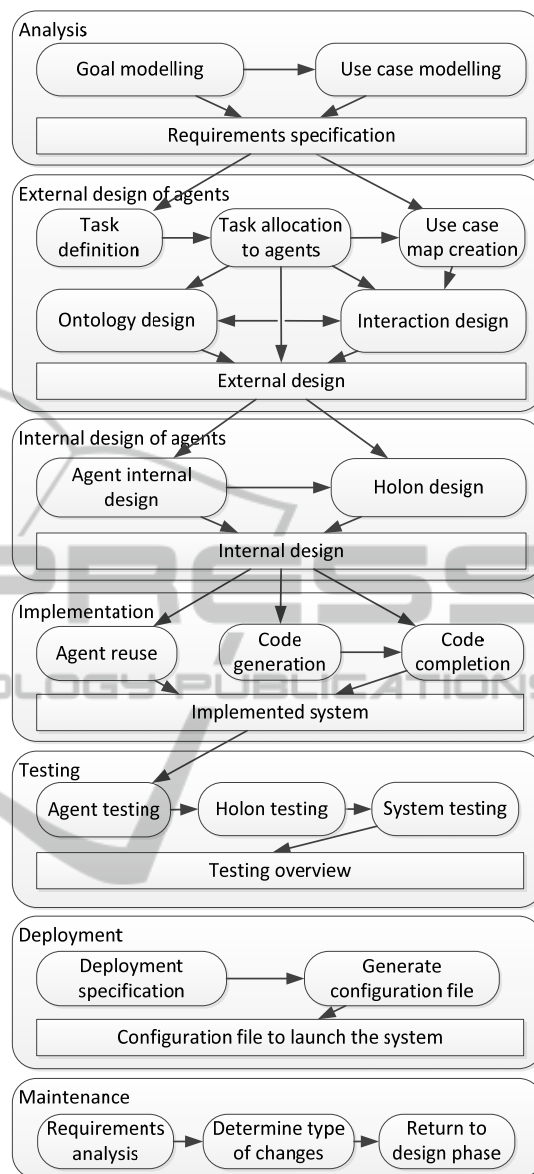 Analysis
Goal modelling
Use case modelling
Requirements specification
External design of agents
Task
definition
Task allocation
to agents
Use case
map creation
Ontology design
Interaction design
External design
Internal design of agents
Agent internal
design
Holon design
Internal design
PRESS
Implementation
Agent reuse
Code
generation
Code
completion
OLOGY PUBLICATIONS
Implemented system
Testing
Agent testing
Holon testing
System testing
Testing overview
Deployment
Deployment
specification
Generate
configuration file
Configuration file to launch the system
Maintenance
Requirements
analysis
Determine type
of changes
Return to
design phase